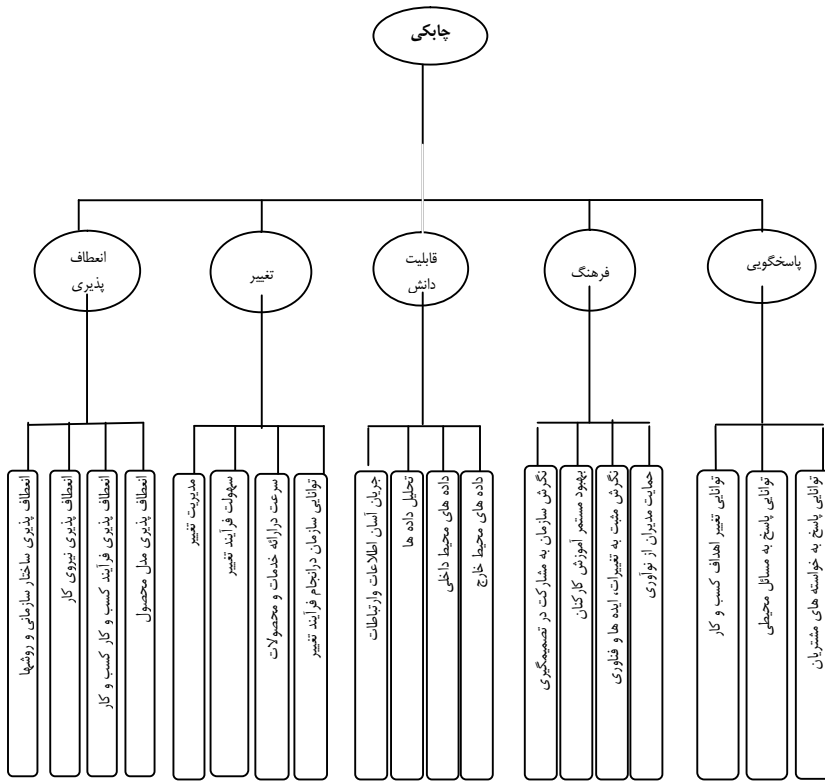 چابکی
پاسخگویی
فرهنگ
قابلیت
دانش
تغییر
انعطاف
پذیری
توانایی پاسخ به خواسته های مشتریان
توانایی پاسخ به مسائل محیطی
توانایی تغییر اهداف کسب و کار
حمایت مدیران از نوآوری
نگرش مثبت به تغییرات، ایده ها و فناوری
بهبود مستمر آموزش کارکنان
نگرش سازمان به مشارکت در تصمیمگیری
داده های محیط خارج
داده های محیط داخلی
تحلیل داده ها
جریان آسان اطلاعات وارتباطات
توانایی سازمان درانجام فرآیند تغییر
سرعت درارائه خدمات و محصولات
سهولت فرآیند تغییر
مدیریت تغییر
انعطاف پذیری مدل محصول
انعطاف پذیری فرآیند کسب و کار کسب و کار
انعطاف پذیری نیروی کار
انعطاف پذیری ساختار سازمانی و روشها